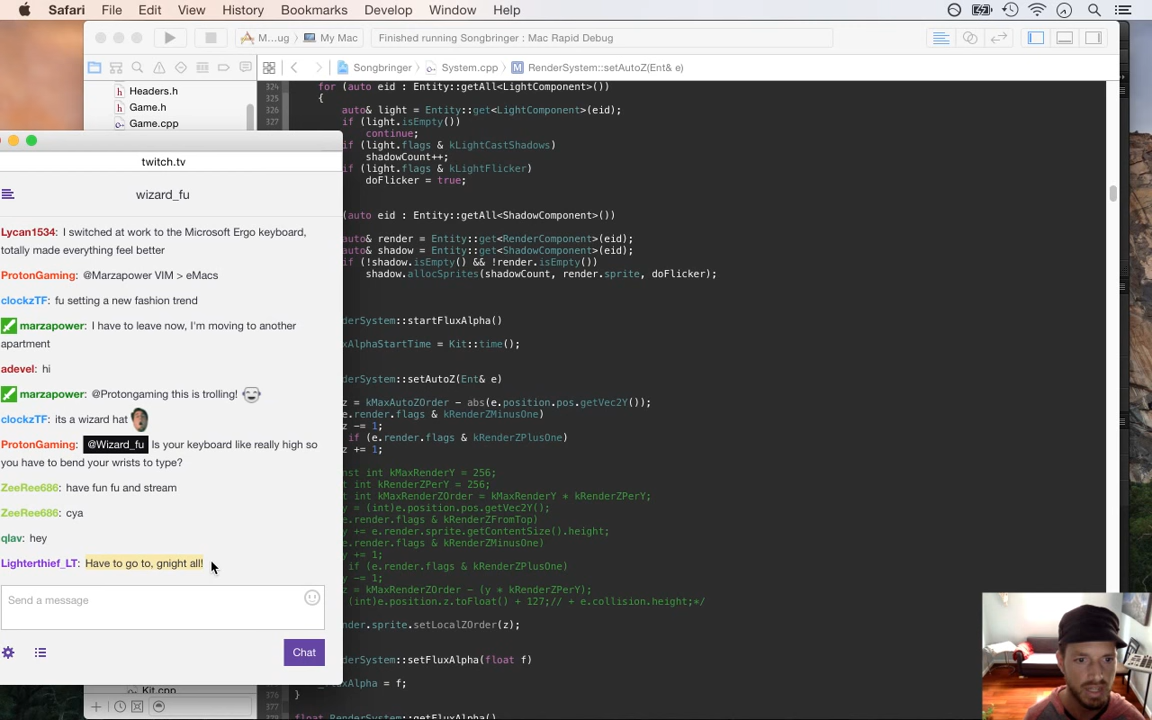 Safari File Edit View History Bookmarks Develop Window Help
M...ug My Mac Finished running Songbringer : Mac Rapid Debug
Songbringer System.cpp RenderSystem::setAutoZ(Ent& e)
Headers.h
Game.h
Game.cpp
twitch.tv
wizard_fu
Lycan1534: I switched at work to the Microsoft Ergo keyboard,
totally made everything feel better
ProtonGaming: @Marzapower VIM > eMacs
clockzTF: fu setting a new fashion trend
marzapower: I have to leave now, I'm moving to another
apartment
adevel: hi
marzapower: @Protongaming this is trolling!
clockzTF: its a wizard hat
ProtonGaming: @Wizard_fu Is your keyboard like really high so
you have to bend your wrists to type?
ZeeRee686: have fun fu and stream
ZeeRee686: cya
qlav: hey
Lighterthief_LT: Have to go to, gnight all!
Send a message
Chat
Kit.cpp
324 for (auto eid : Entity::getAll<LightComponent>())
325 {
326 auto& light = Entity::get<LightComponent>(eid);
327 if (light.isEmpty())
continue;
if (light.flags & kLightCastShadows)
shadowCount++;
if (light.flags & kLightFlicker)
doFlicker = true;
(auto eid : Entity::getAll<ShadowComponent>())
auto& render = Entity::get<RenderComponent>(eid);
auto& shadow = Entity::get<ShadowComponent>(eid);
if (!shadow.isEmpty() && !render.isEmpty())
shadow.allocSprites(shadowCount, render.sprite, doFlicker);
derSystem::startFluxAlpha()
xAlphaStartTime = Kit::time();
derSystem::setAutoZ(Ent& e)
z = kMaxAutoZOrder - abs(e.position.pos.getVec2Y());
e.render.flags & kRenderZMinusOne)
z -= 1;
if (e.render.flags & kRenderZPlusOne)
z += 1;
nst int kMaxRenderY = 256;
t int kRenderZPerY = 256;
t int kMaxRenderZOrder = kMaxRenderY * kRenderZPerY;
y = (int)e.position.pos.getVec2Y();
e.render.flags & kRenderZFromTop)
y += e.render.sprite.getContentSize().height;
e.render.flags & kRenderZMinusOne)
y += 1;
if (e.render.flags & kRenderZPlusOne)
y -= 1;
z = kMaxRenderZOrder - (y * kRenderZPerY);
(int)e.position.z.toFloat() + 127;// + e.collision.height;*/
nder.sprite.setLocalZOrder(z);
derSystem::setFluxAlpha(float f)
xAlpha = f;
376 }
377
float RenderSystem::getFluxAlpha()